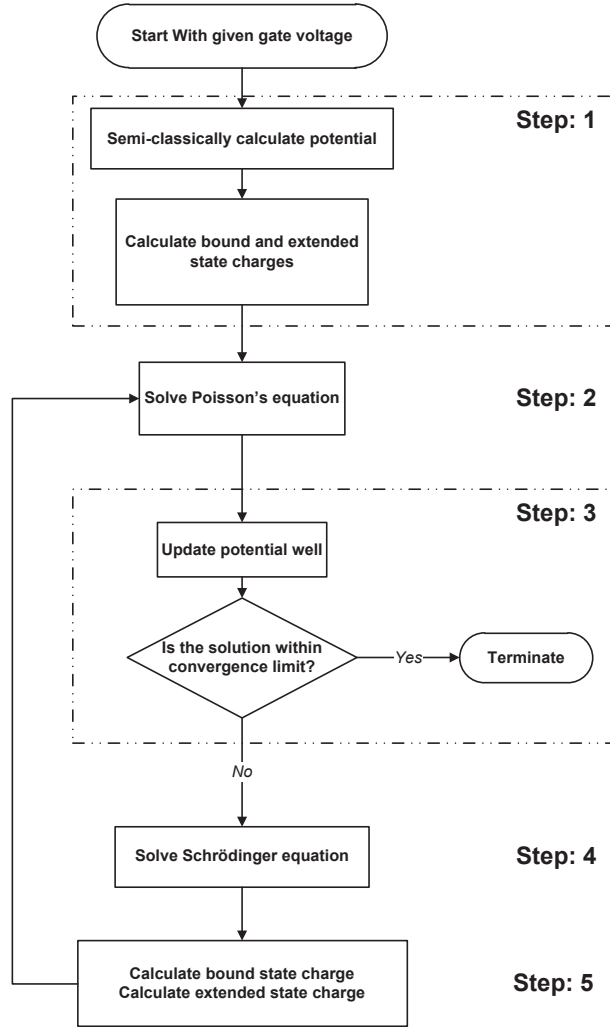 Start With given gate voltage
Step: 1
Semi-classically calculate potential
Calculate bound and extended
state charges
Solve Poisson's equation
Step: 2
Step: 3
Update potential well
Is the solution within
convergence limit?
Yes
Terminate
No
Solve Schrödinger equation
Step: 4
Calculate bound state charge
Calculate extended state charge
Step: 5